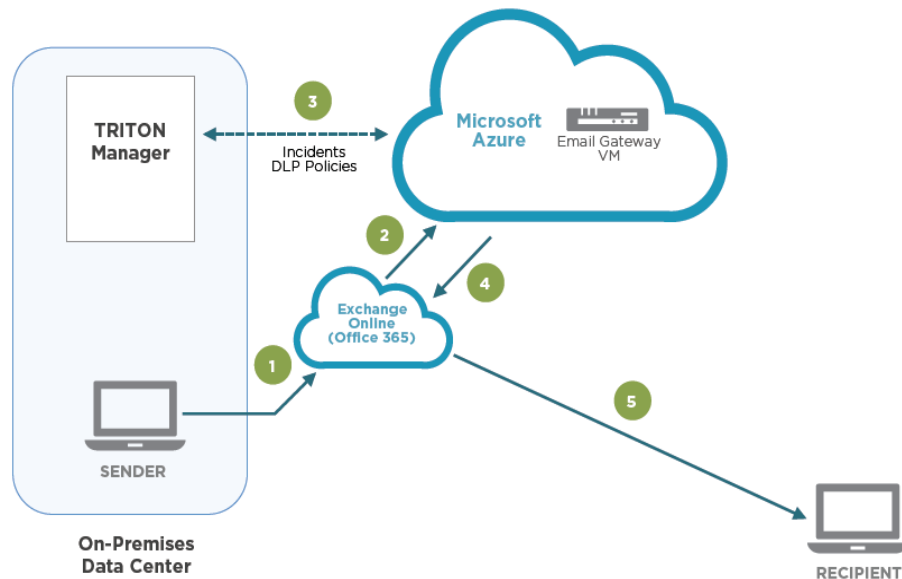 3
TRITON
Manager
Incidents
DLP Policies
Microsoft
Azure
Email Gateway
VM
2
4
Exchange
Online
(Office 365)
1
5
SENDER
On-Premises
Data Center
RECIPIENT